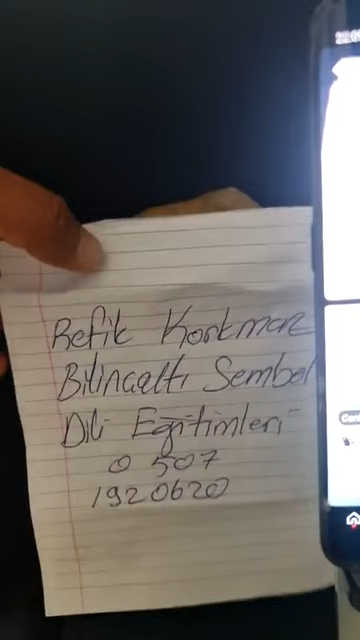 Refik Korkmaz
Bilinçaltı Sembol
Dili Eğitimleri
0 507
1920620